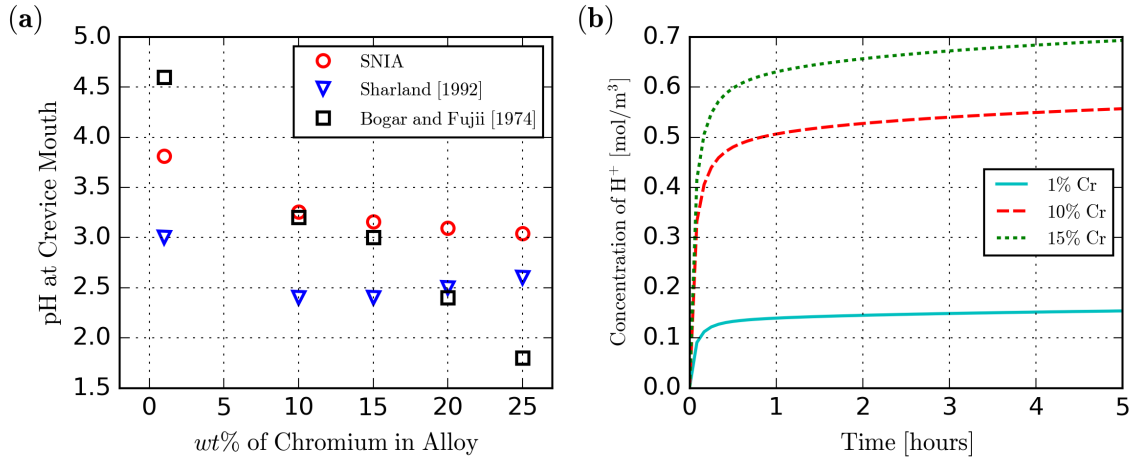 (a)
5.0
4.5
4.0
3.5
3.0
2.5
2.0
1.5
pH at Crevice Mouth
SNIA
Sharland [1992]
Bogar and Fujii [1974]
0 5 10 15 20 25
wt% of Chromium in Alloy
(b)
0.7
0.6
0.5
0.4
0.3
0.2
0.1
0.0
Concentration of H⁺ [mol/m³]
1% Cr
10% Cr
15% Cr
0 1 2 3 4 5
Time [hours]